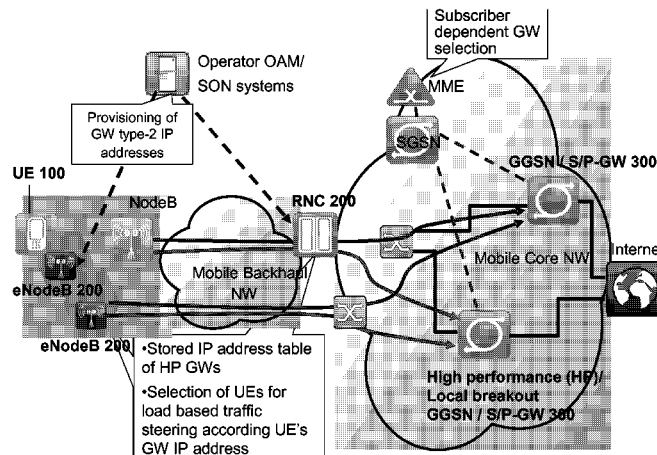 Subscriber
dependent GW
selection
Operator OAM/
SON systems
MME
Provisioning of
GW type-2 IP
addresses
SGSN
GGSN / S/P-GW 300
UE 100
NodeB
RNC 200
Internet
Mobile Backhaul
NW
Mobile Core NW
eNodeB 200
eNodeB 200
•Stored IP address table
of HP GWs
•Selection of UEs for
load based traffic
steering according UE's
GW IP address
High performance (HP)/
Local breakout
GGSN / S/P-GW 300